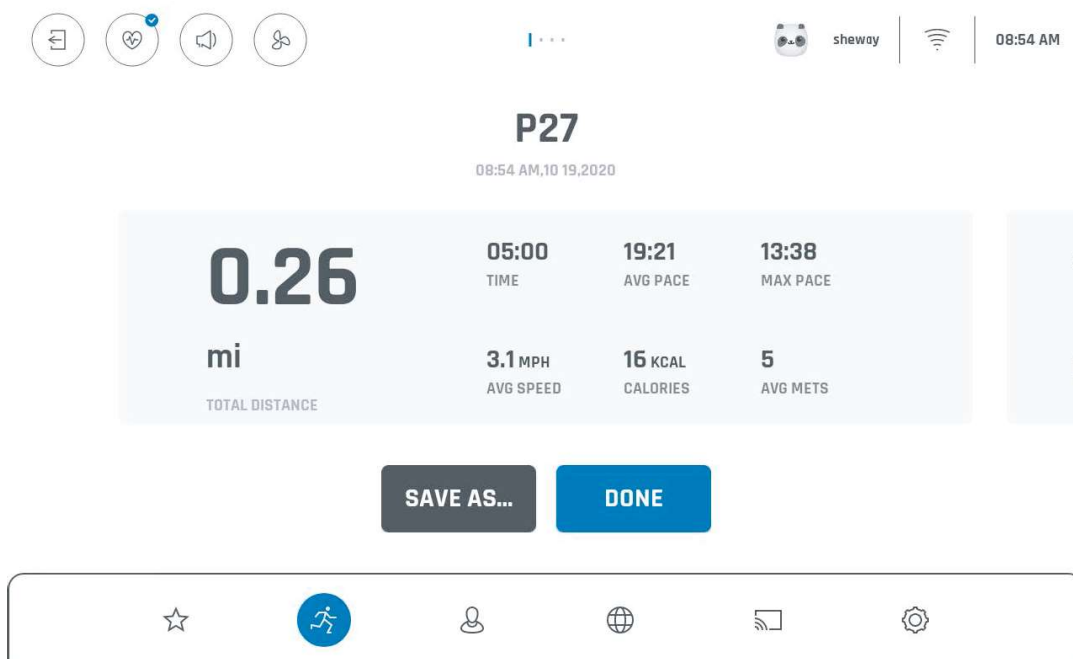 sheway
08:54 AM
P27
08:54 AM,10 19,2020
0.26
mi
TOTAL DISTANCE
05:00
TIME
19:21
AVG PACE
13:38
MAX PACE
3.1 MPH
AVG SPEED
16 KCAL
CALORIES
5
AVG METS
SAVE AS...
DONE